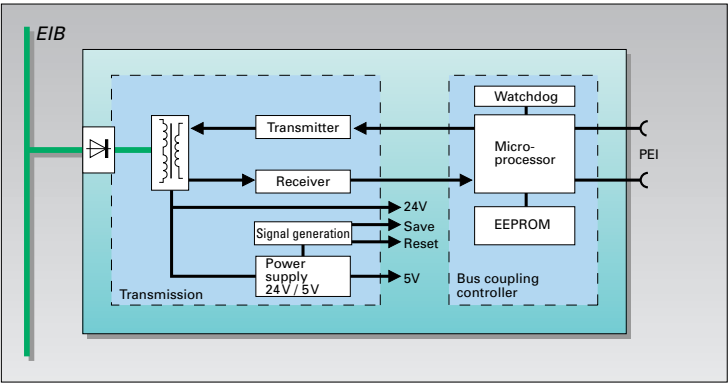 EIB
Watchdog
Transmitter
Micro-
processor
PEI
Receiver
24V
Save
Signal generation
Reset
EEPROM
Power
supply
24V / 5V
5V
Transmission
Bus coupling
controller